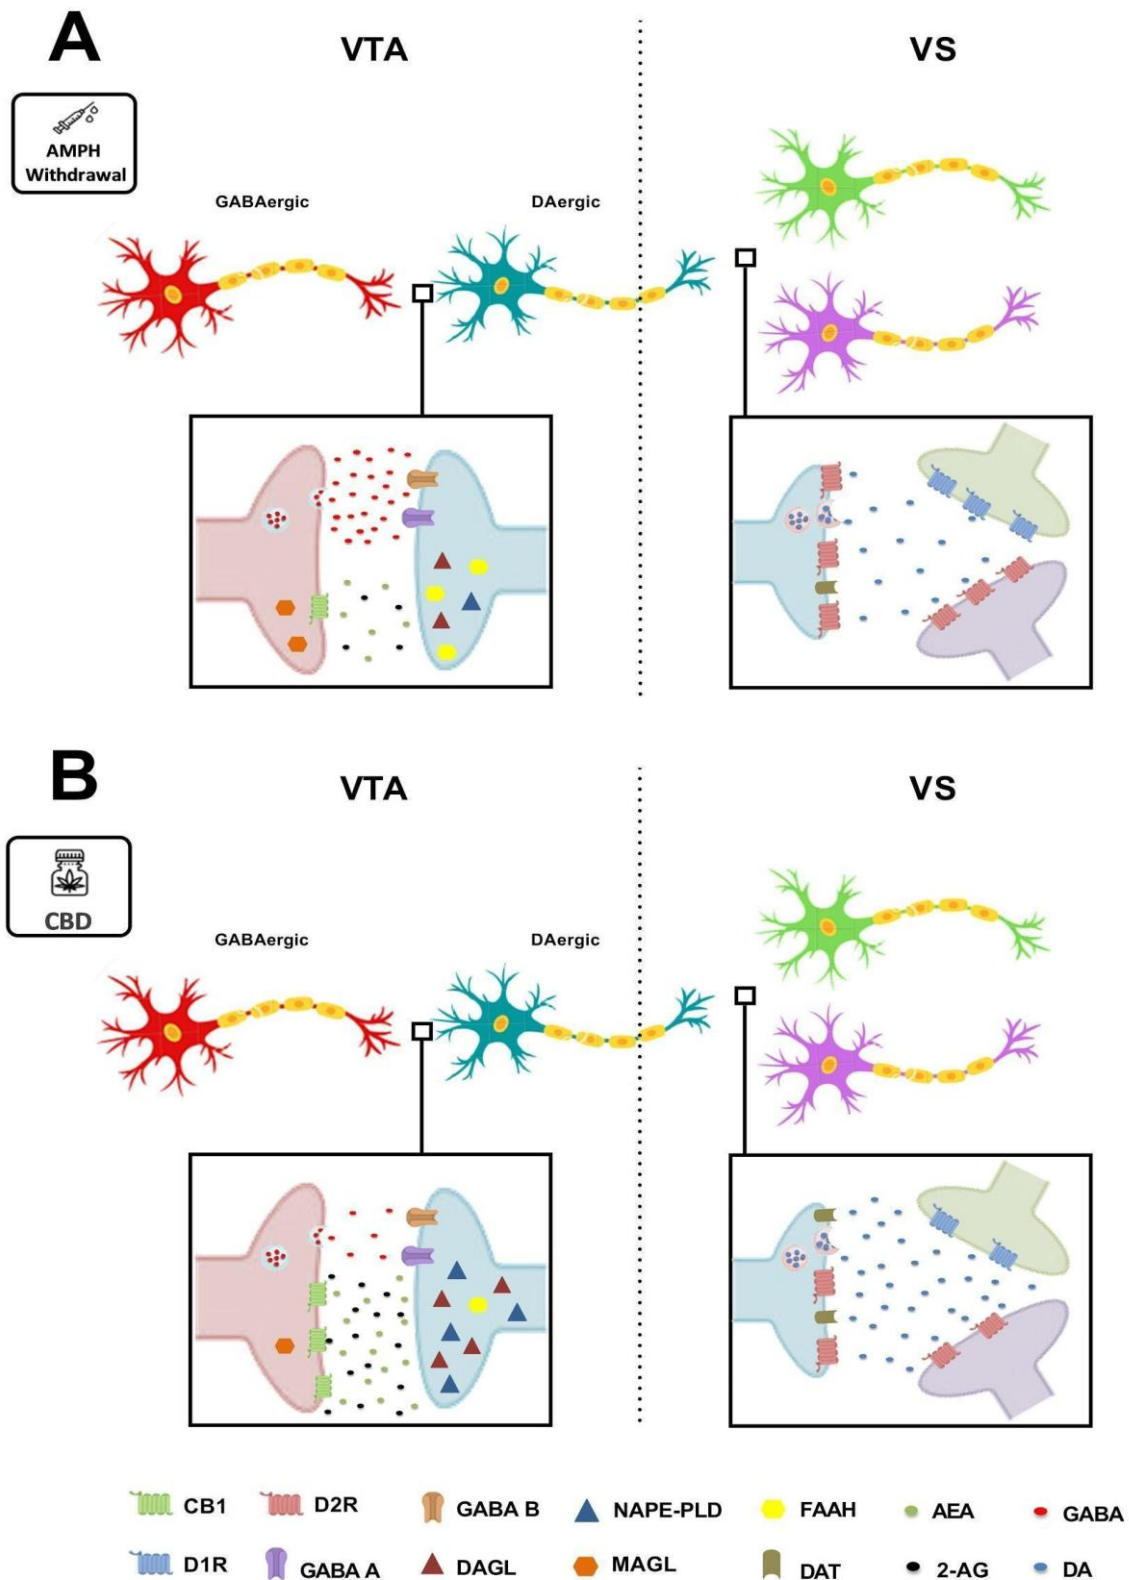 A
VTA
VS
AMPH
Withdrawal
GABAergic
DAergic
B
VTA
VS
CBD
GABAergic
DAergic
CB1
D2R
GABA B
NAPE-PLD
FAAH
AEA
GABA
D1R
GABA A
DAGL
MAGL
DAT
2-AG
DA